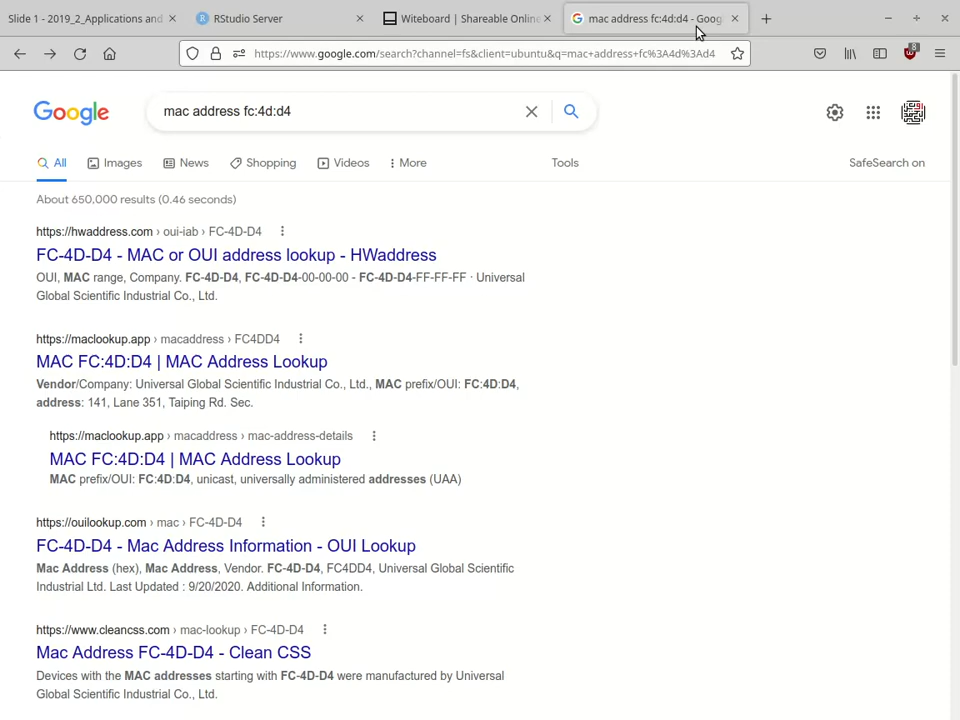 Slide 1 - 2019_2_Applications and
RStudio Server
Witeboard | Shareable Online
mac address fc:4d:d4 - Goog
https://www.google.com/search?channel=fs&client=ubuntu&q=mac+address+fc%3A4d%3Ad4
8
Google
mac address fc:4d:d4
All
Images
News
Shopping
Videos
More
Tools
SafeSearch on
About 650,000 results (0.46 seconds)
https://hwaddress.com › oui-iab › FC-4D-D4
FC-4D-D4 - MAC or OUI address lookup - HWaddress
OUI, MAC range, Company. FC-4D-D4, FC-4D-D4-00-00-00 - FC-4D-D4-FF-FF-FF · Universal
Global Scientific Industrial Co., Ltd.
https://maclookup.app › macaddress › FC4DD4
MAC FC:4D:D4 | MAC Address Lookup
Vendor/Company: Universal Global Scientific Industrial Co., Ltd., MAC prefix/OUI: FC:4D:D4,
address: 141, Lane 351, Taiping Rd. Sec.
https://maclookup.app › macaddress › mac-address-details
MAC FC:4D:D4 | MAC Address Lookup
MAC prefix/OUI: FC:4D:D4, unicast, universally administered addresses (UAA)
https://ouilookup.com › mac › FC-4D-D4
FC-4D-D4 - Mac Address Information - OUI Lookup
Mac Address (hex), Mac Address, Vendor. FC-4D-D4, FC4DD4, Universal Global Scientific
Industrial Ltd. Last Updated : 9/20/2020. Additional Information.
https://www.cleancss.com › mac-lookup › FC-4D-D4
Mac Address FC-4D-D4 - Clean CSS
Devices with the MAC addresses starting with FC-4D-D4 were manufactured by Universal
Global Scientific Industrial Co., Ltd.